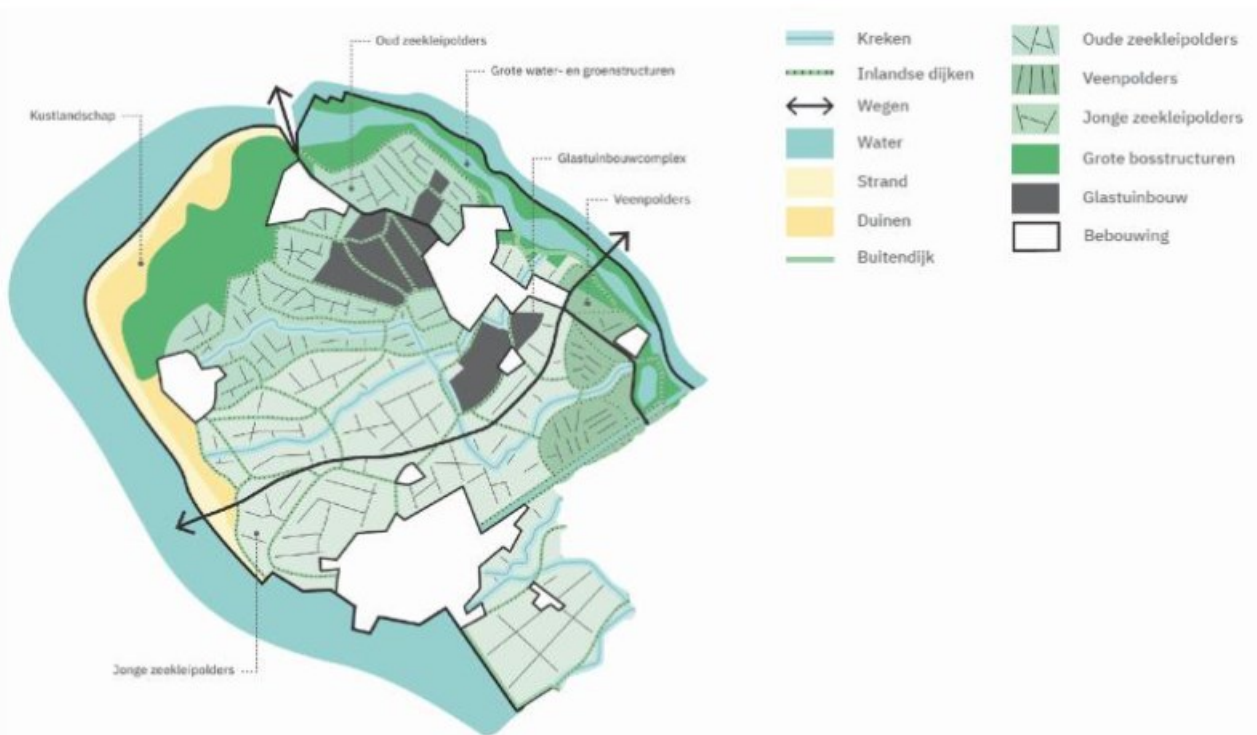 Oud zeekleipolders
Grote water- en groenstructuren
Kustlandschap
Glastuinbouwcomplex
Veenpolders
Jonge zeekleipolders
Kreken
Inlandse dijken
Wegen
Water
Strand
Duinen
Buitendijk
Oude zeekleipolders
Veenpolders
Jonge zeekleipolders
Grote bosstructuren
Glastuinbouw
Bebouwing